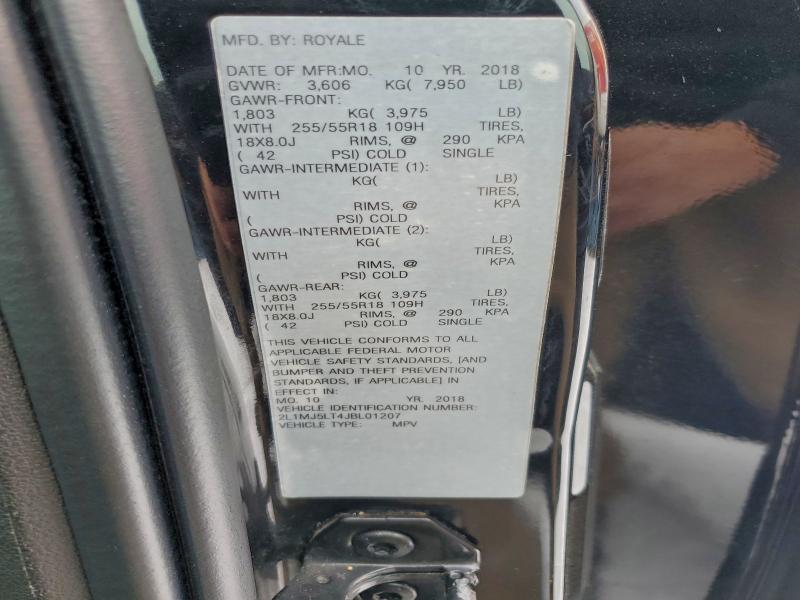 MFD. BY: ROYALE
DATE OF MFR:MO. 10 YR. 2018
GVWR: 3,606 KG( 7,950 LB)
GAWR-FRONT:
1,803 KG( 3,975 LB)
WITH 255/55R18 109H TIRES,
18X8.0J RIMS, @ 290 KPA
( 42 PSI) COLD SINGLE
GAWR-INTERMEDIATE (1):
KG( LB)
WITH TIRES,
RIMS, @ KPA
( PSI) COLD
GAWR-INTERMEDIATE (2):
KG( LB)
WITH TIRES,
RIMS, @ KPA
( PSI) COLD
GAWR-REAR:
1,803 KG( 3,975 LB)
WITH 255/55R18 109H TIRES,
18X8.0J RIMS, @ 290 KPA
( 42 PSI) COLD SINGLE
THIS VEHICLE CONFORMS TO ALL
APPLICABLE FEDERAL MOTOR
VEHICLE SAFETY STANDARDS, [AND
BUMPER AND THEFT PREVENTION
STANDARDS, IF APPLICABLE] IN
EFFECT IN:
MO. 10 YR. 2018
VEHICLE IDENTIFICATION NUMBER:
2L1MJ5LT4JBL01207
VEHICLE TYPE: MPV